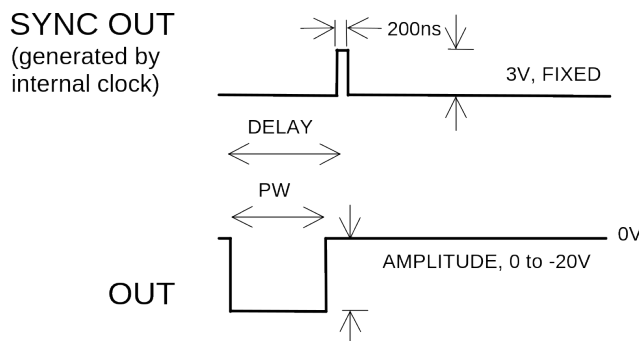 SYNC OUT
(generated by
internal clock)
200ns
3V, FIXED
DELAY
PW
0V
AMPLITUDE, 0 to -20V
OUT